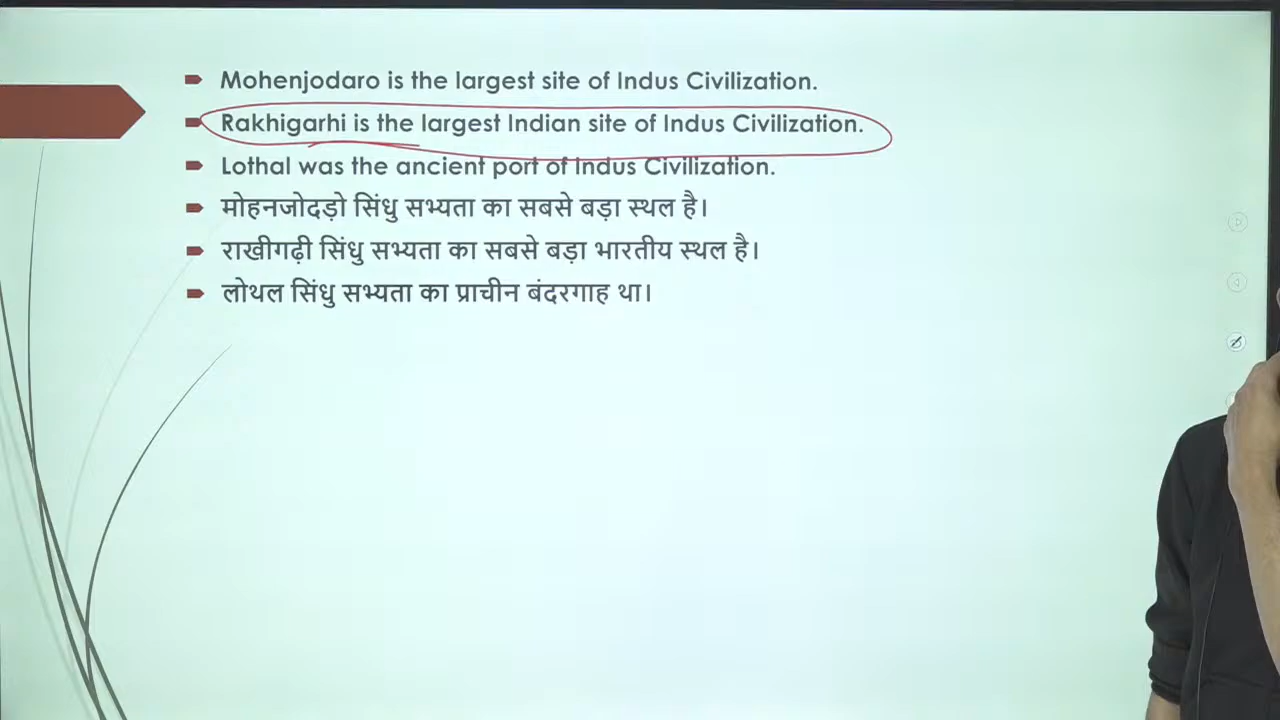 Mohenjodaro is the largest site of Indus Civilization.
Rakhigarhi is the largest Indian site of Indus Civilization.
Lothal was the ancient port of Indus Civilization.
मोहनजोदड़ो सिंधु सभ्यता का सबसे बड़ा स्थल है।
राखीगढ़ी सिंधु सभ्यता का सबसे बड़ा भारतीय स्थल है।
लोथल सिंधु सभ्यता का प्राचीन बंदरगाह था।